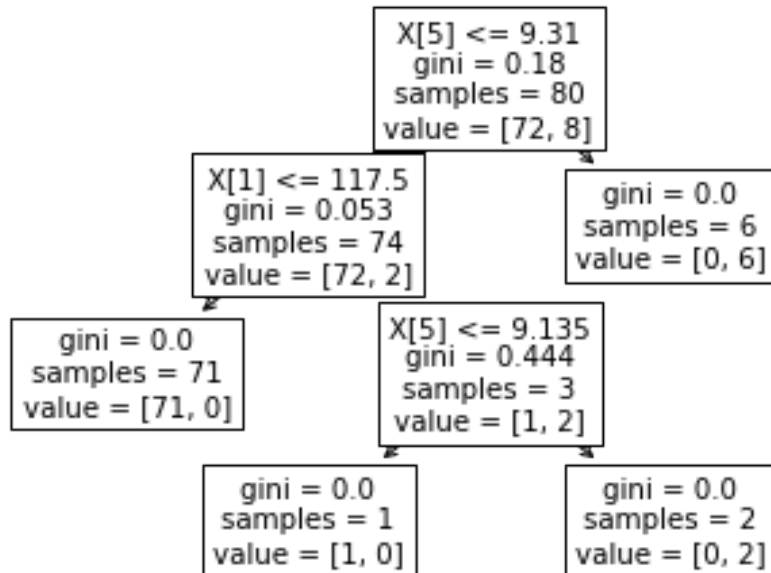 X[5] <= 9.31
gini = 0.18
samples = 80
value = [72, 8]
X[1] <= 117.5
gini = 0.053
samples = 74
value = [72, 2]
gini = 0.0
samples = 6
value = [0, 6]
gini = 0.0
samples = 71
value = [71, 0]
X[5] <= 9.135
gini = 0.444
samples = 3
value = [1, 2]
gini = 0.0
samples = 1
value = [1, 0]
gini = 0.0
samples = 2
value = [0, 2]